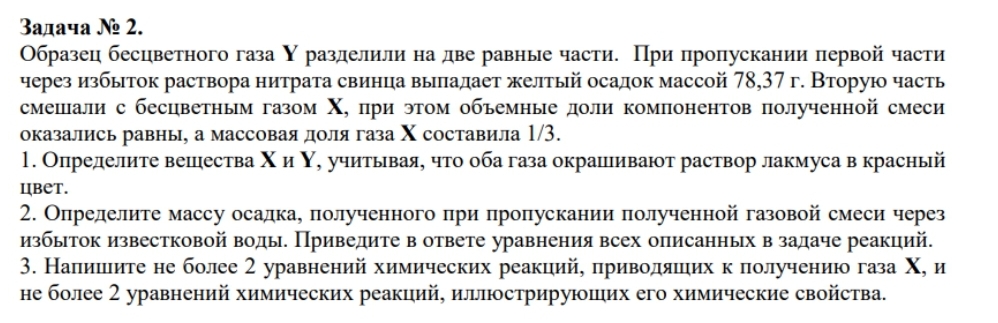 Задача № 2.
Образец бесцветного газа Y разделили на две равные части. При пропускании первой части
через избыток раствора нитрата свинца выпадает желтый осадок массой 78,37 г. Вторую часть
смешали с бесцветным газом X, при этом объемные доли компонентов полученной смеси
оказались равны, а массовая доля газа X составила 1/3.
1. Определите вещества X и Y, учитывая, что оба газа окрашивают раствор лакмуса в красный
цвет.
2. Определите массу осадка, полученного при пропускании полученной газовой смеси через
избыток известковой воды. Приведите в ответе уравнения всех описанных в задаче реакций.
3. Напишите не более 2 уравнений химических реакций, приводящих к получению газа X, и
не более 2 уравнений химических реакций, иллюстрирующих его химические свойства.